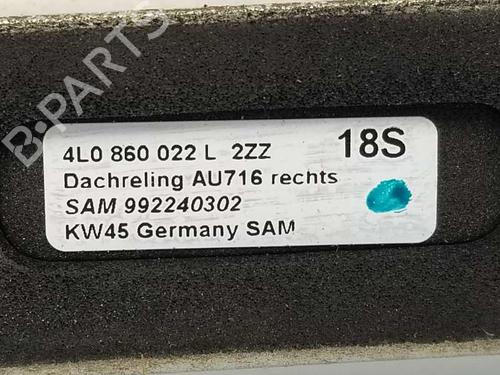 B-PARTS
4L0 860 022 L 2ZZ 18S
Dachreling AU716 rechts
SAM 992240302
KW45 Germany SAM